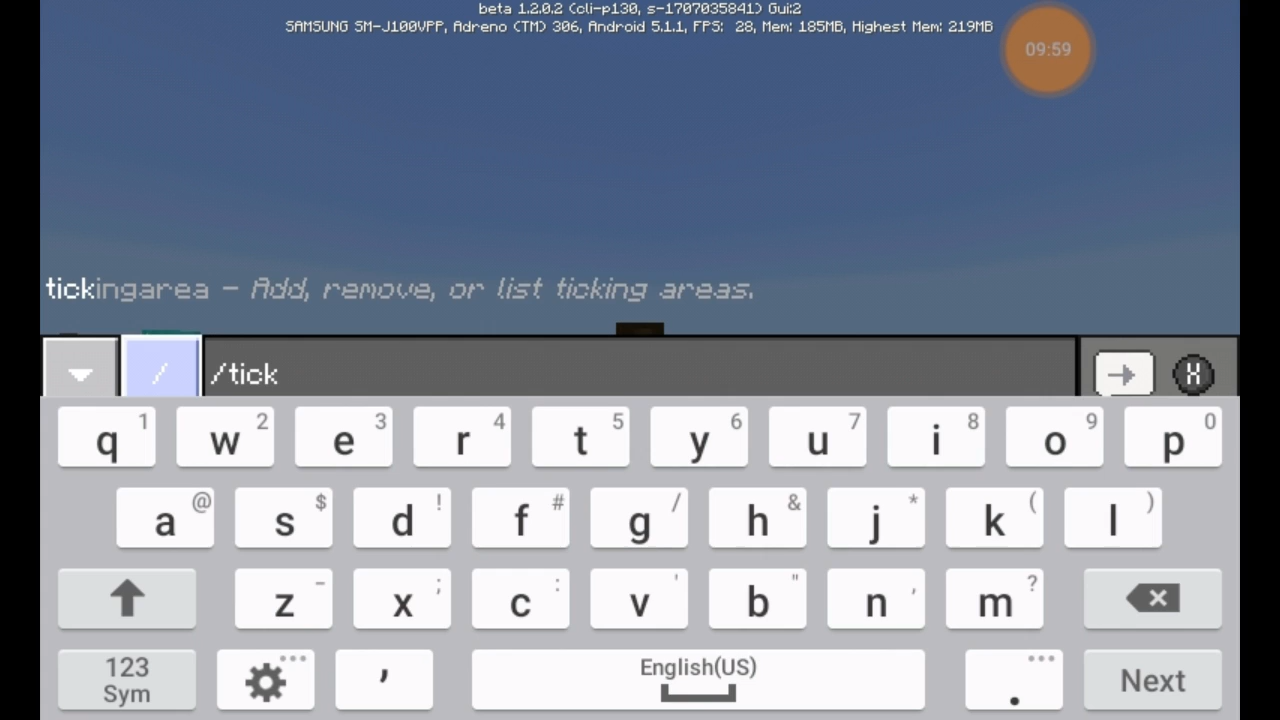 beta 1.2.0.2 (cli-p130, s-1707035841) Gui:2
SAMSUNG SM-J100VPP, Adreno (TM) 306, Android 5.1.1, FPS: 28, Mem: 185MB, Highest Mem: 219MB
09:59
tickingarea - Add, remove, or list ticking areas.
/ /tick X
q 1 w 2 e 3 r 4 t 5 y 6 u 7 i 8 o 9 p 0
a @ s $ d ! f # g / h & j * k ( l )
z - x ; c : v ' b " n , m ?
123 Sym , English(US) . Next